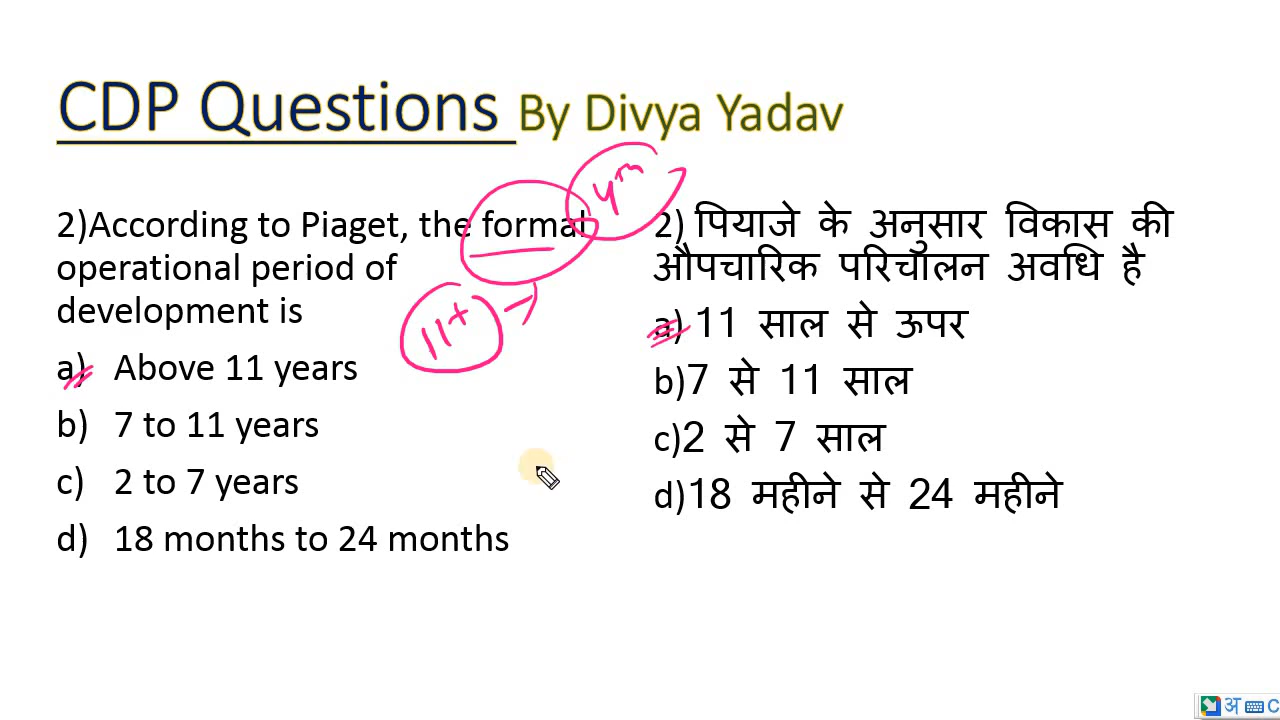 CDP Questions By Divya Yadav
2)According to Piaget, the formal
operational period of
development is
a) Above 11 years
b) 7 to 11 years
c) 2 to 7 years
d) 18 months to 24 months
11+
2) पियाजे के अनुसार विकास की
औपचारिक परिचालन अवधि है
a) 11 साल से ऊपर
b)7 से 11 साल
c)2 से 7 साल
d)18 महीने से 24 महीने
अ